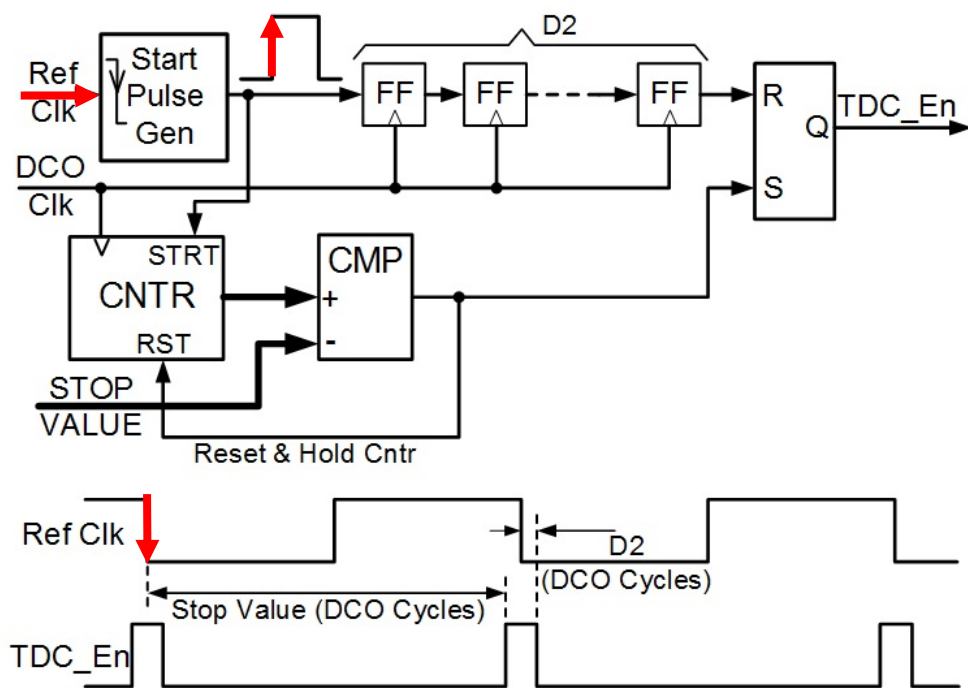 D2
Ref
Clk
Start
Pulse
Gen
FF
FF
FF
R
S
Q
TDC_En
DCO
Clk
STRT
CNTR
RST
CMP
+
-
STOP
VALUE
Reset & Hold Cntr
Ref Clk
D2
(DCO Cycles)
Stop Value (DCO Cycles)
TDC_En